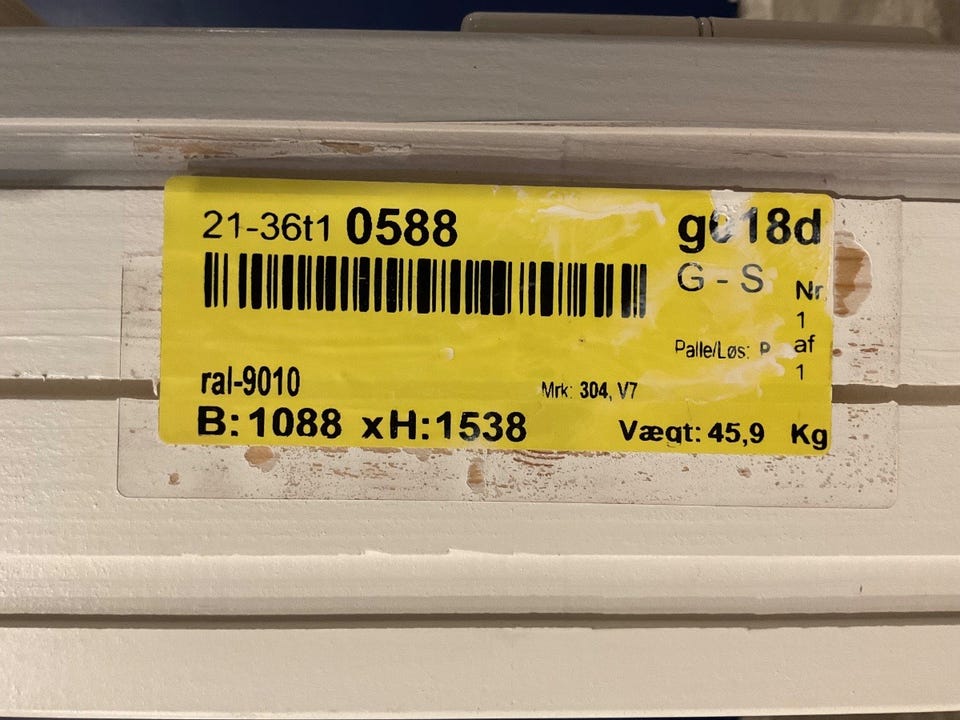 21-36t1 0588
g018d
G - S
Nr
1
af
1
Palle/Løs: P
ral-9010
Mrk: 304, V7
B:1088 xH:1538
Vægt: 45,9 Kg